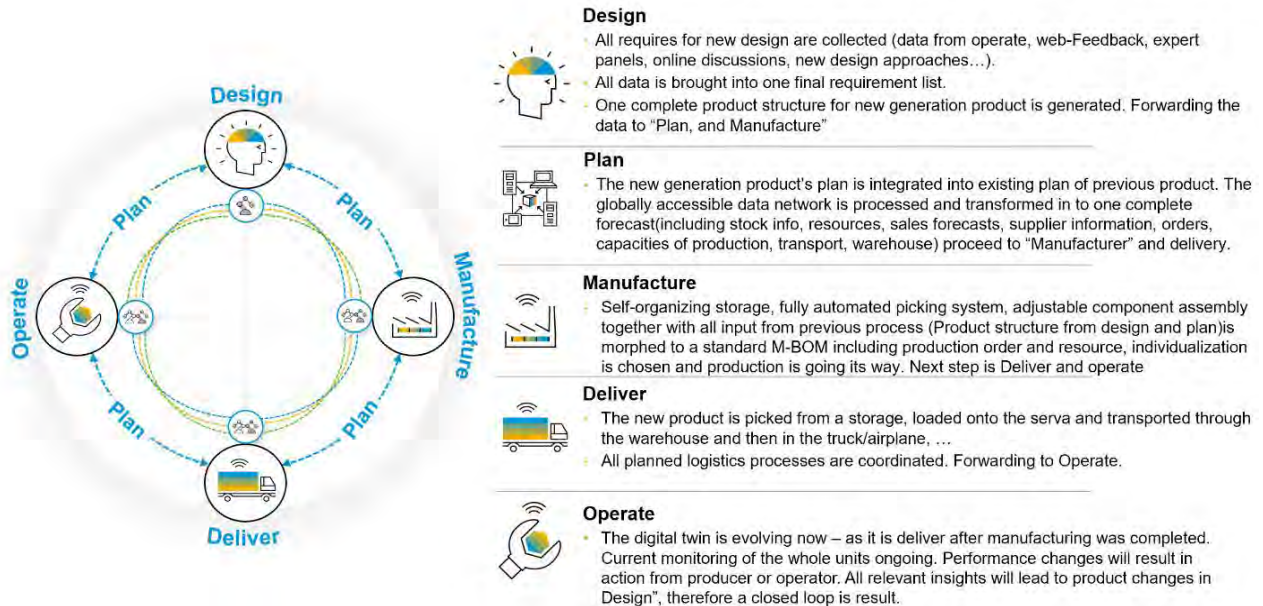 Design
Plan
Plan
Operate
Manufacture
Plan
Plan
Deliver
Design
All requires for new design are collected (data from operate, web-Feedback, expert
panels, online discussions, new design approaches…).
All data is brought into one final requirement list.
One complete product structure for new generation product is generated. Forwarding the
data to “Plan, and Manufacture”
Plan
The new generation product's plan is integrated into existing plan of previous product. The
globally accessible data network is processed and transformed in to one complete
forecast(including stock info, resources, sales forecasts, supplier information, orders,
capacities of production, transport, warehouse) proceed to “Manufacturer” and delivery.
Manufacture
Self-organizing storage, fully automated picking system, adjustable component assembly
together with all input from previous process (Product structure from design and plan)is
morphed to a standard M-BOM including production order and resource, individualization
is chosen and production is going its way. Next step is Deliver and operate
Deliver
The new product is picked from a storage, loaded onto the serva and transported through
the warehouse and then in the truck/airplane, …
All planned logistics processes are coordinated. Forwarding to Operate.
Operate
The digital twin is evolving now – as it is deliver after manufacturing was completed.
Current monitoring of the whole units ongoing. Performance changes will result in
action from producer or operator. All relevant insights will lead to product changes in
Design”, therefore a closed loop is result.